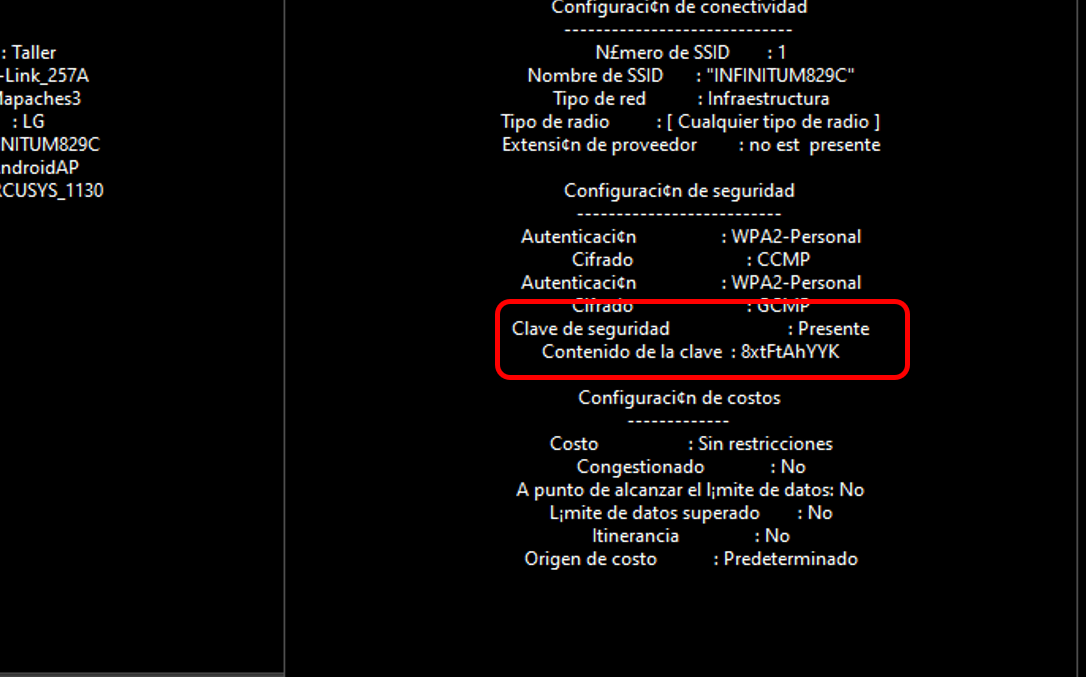 : Taller
-Link_257A
apaches3
: LG
NITUM829C
ndroidAP
CUSYS_1130
Configuraci¢n de conectividad
-----------------------------
N£mero de SSID : 1
Nombre de SSID : "INFINITUM829C"
Tipo de red : Infraestructura
Tipo de radio : [ Cualquier tipo de radio ]
Extensi¢n de proveedor : no est presente
Configuraci¢n de seguridad
--------------------------
Autenticaci¢n : WPA2-Personal
Cifrado : CCMP
Autenticaci¢n : WPA2-Personal
Cifrado : GCMP
Clave de seguridad : Presente
Contenido de la clave : 8xtFtAhYYK
Configuraci¢n de costos
-------------
Costo : Sin restricciones
Congestionado : No
A punto de alcanzar el l¡mite de datos: No
L¡mite de datos superado : No
Itinerancia : No
Origen de costo : Predeterminado